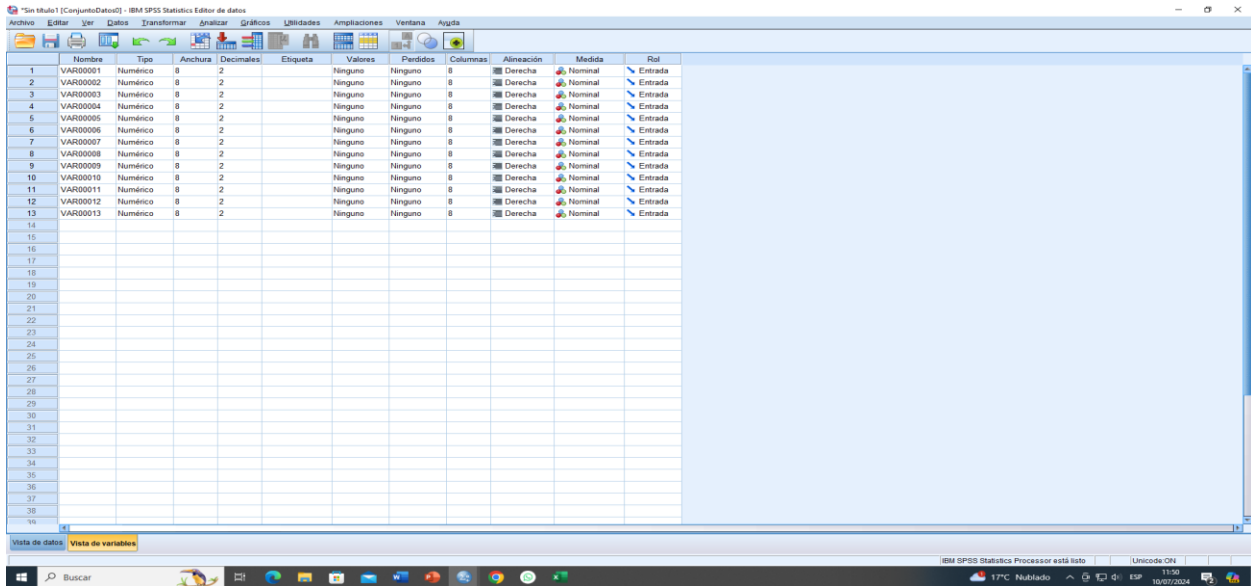 *Sin título1 [ConjuntoDatos0] - IBM SPSS Statistics Editor de datos
Archivo Editar Ver Datos Transformar Analizar Gráficos Utilidades Ampliaciones Ventana Ayuda
Nombre Tipo Anchura Decimales Etiqueta Valores Perdidos Columnas Alineación Medida Rol
1 VAR00001 Numérico 8 2 Ninguno Ninguno 8 Derecha Nominal Entrada
2 VAR00002 Numérico 8 2 Ninguno Ninguno 8 Derecha Nominal Entrada
3 VAR00003 Numérico 8 2 Ninguno Ninguno 8 Derecha Nominal Entrada
4 VAR00004 Numérico 8 2 Ninguno Ninguno 8 Derecha Nominal Entrada
5 VAR00005 Numérico 8 2 Ninguno Ninguno 8 Derecha Nominal Entrada
6 VAR00006 Numérico 8 2 Ninguno Ninguno 8 Derecha Nominal Entrada
7 VAR00007 Numérico 8 2 Ninguno Ninguno 8 Derecha Nominal Entrada
8 VAR00008 Numérico 8 2 Ninguno Ninguno 8 Derecha Nominal Entrada
9 VAR00009 Numérico 8 2 Ninguno Ninguno 8 Derecha Nominal Entrada
10 VAR00010 Numérico 8 2 Ninguno Ninguno 8 Derecha Nominal Entrada
11 VAR00011 Numérico 8 2 Ninguno Ninguno 8 Derecha Nominal Entrada
12 VAR00012 Numérico 8 2 Ninguno Ninguno 8 Derecha Nominal Entrada
13 VAR00013 Numérico 8 2 Ninguno Ninguno 8 Derecha Nominal Entrada
14
15
16
17
18
19
20
21
22
23
24
25
26
27
28
29
30
31
32
33
34
35
36
37
38
39
Vista de datos Vista de variables
IBM SPSS Statistics Processor está listo Unicode:ON
Buscar 17°C Nublado ESP 11:50
10/07/2024